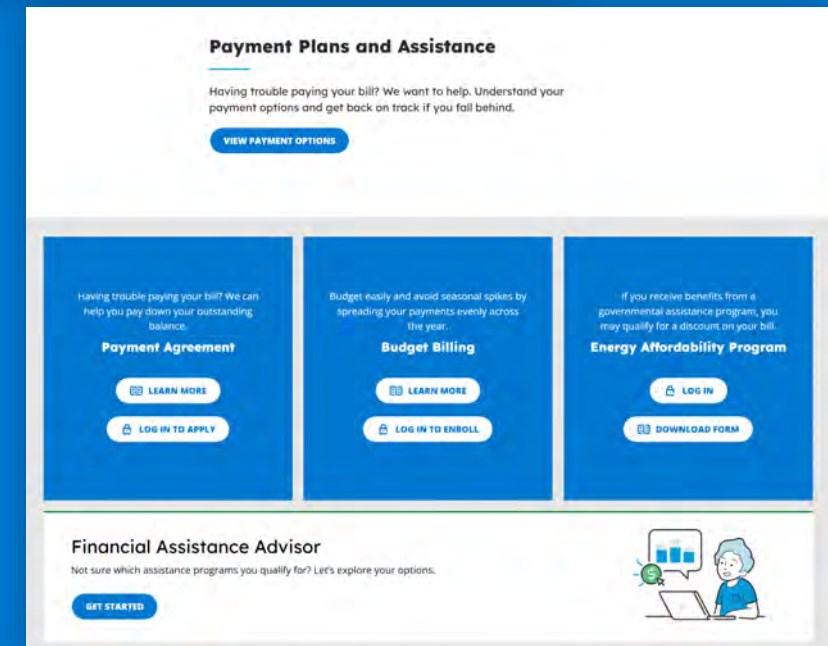 Payment Plans and Assistance
Having trouble paying your bill? We want to help. Understand your
payment options and get back on track if you fall behind.
VIEW PAYMENT OPTIONS
Having trouble paying your bill? We can
help you pay down your outstanding
balance.
Payment Agreement
LEARN MORE
LOG IN TO APPLY
Budget easily and avoid seasonal spikes by
spreading your payments evenly across
the year.
Budget Billing
LEARN MORE
LOG IN TO ENROLL
If you receive benefits from a
governmental assistance program, you
may qualify for a discount on your bill.
Energy Affordability Program
LOG IN
DOWNLOAD FORM
Financial Assistance Advisor
Not sure which assistance programs you qualify for? Let's explore your options.
GET STARTED